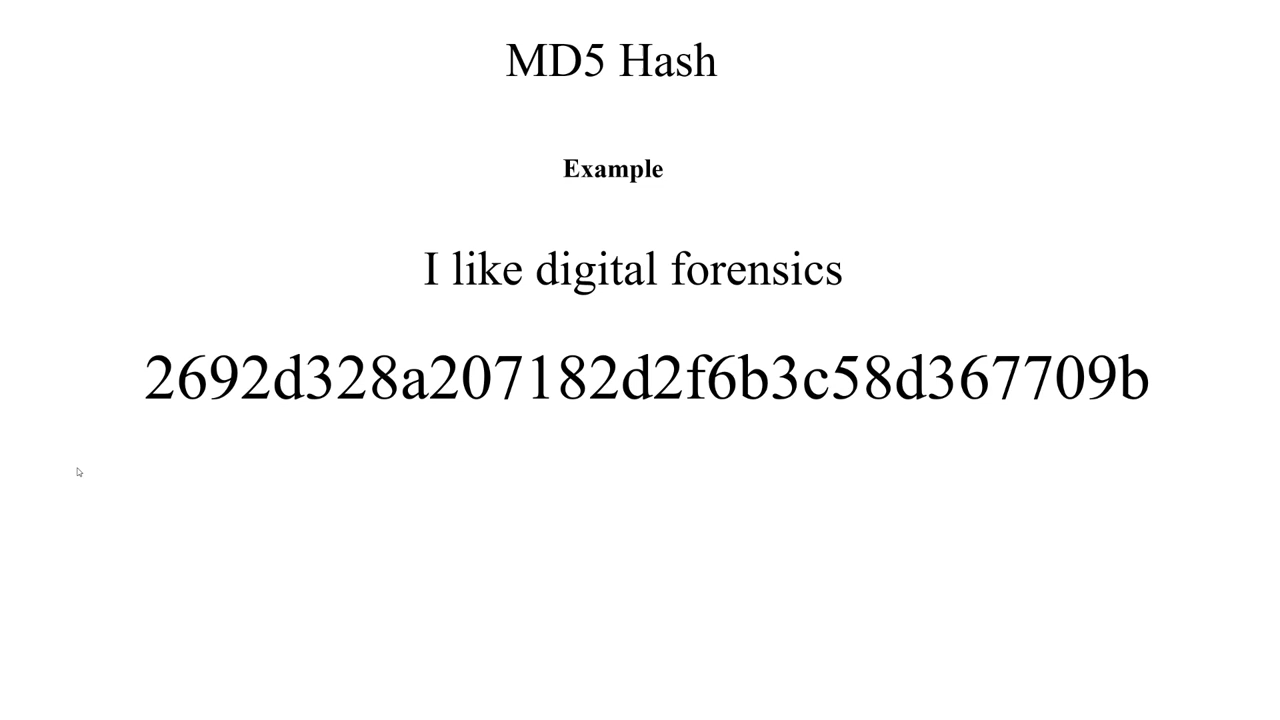 MD5 Hash
Example
I like digital forensics
2692d328a207182d2f6b3c58d367709b